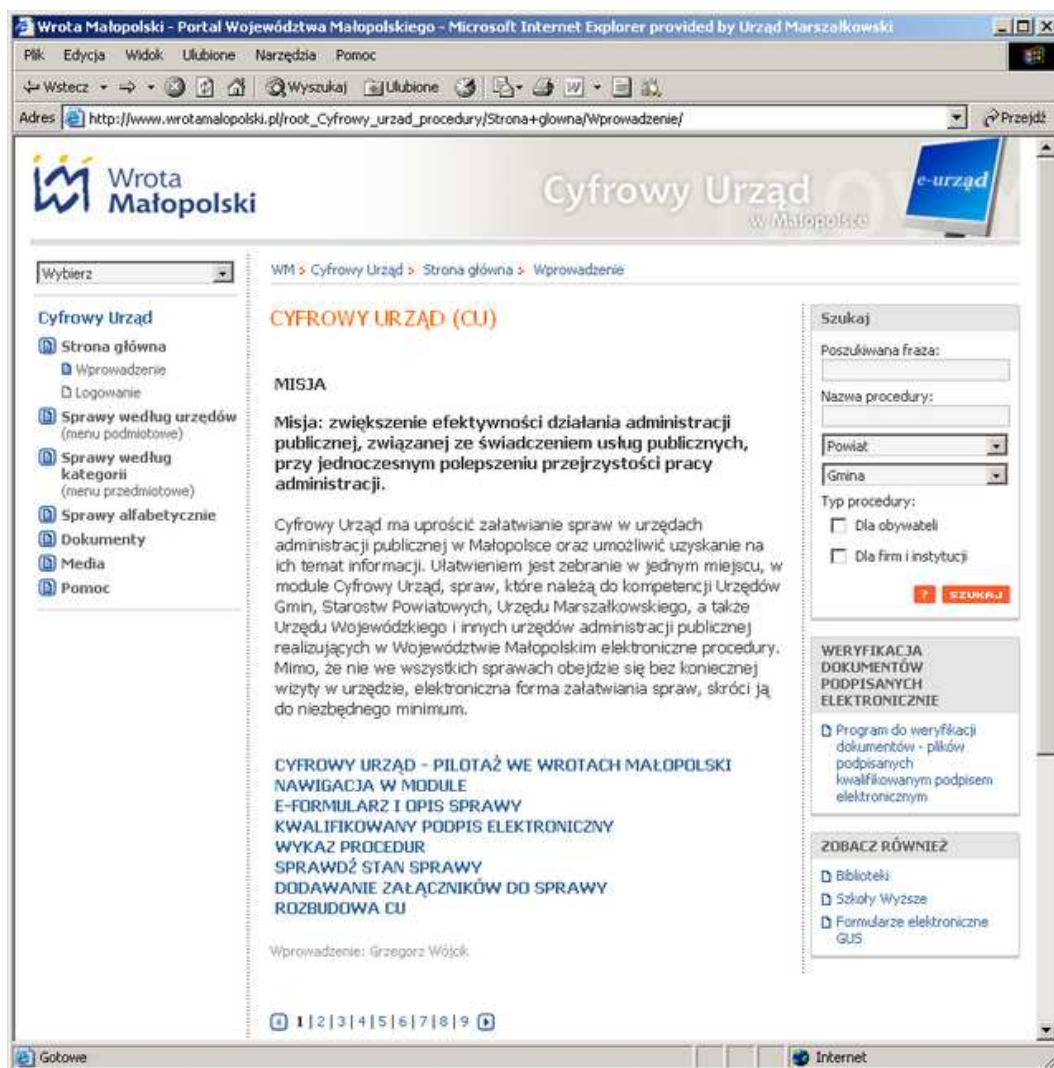 Wrota Małopolski - Portal Województwa Małopolskiego - Microsoft Internet Explorer provided by Urząd Marszałkowski
Plik Edycja Widok Ulubione Narzędzia Pomoc
Wstecz Wyszukaj Ulubione
Adres http://www.wrotamalopolski.pl/root_Cyfrowy_urzad_procedury/Strona+glowna/Wprowadzenie/ Przejdź
Wrota
Małopolski
Cyfrowy Urząd
w Małopolsce
e-urząd
Wybierz
Cyfrowy Urząd
Strona główna
Wprowadzenie
Logowanie
Sprawy według urzędów
(menu podmiotowe)
Sprawy według
kategorii
(menu przedmiotowe)
Sprawy alfabetycznie
Dokumenty
Media
Pomoc
WM > Cyfrowy Urząd > Strona główna > Wprowadzenie
CYFROWY URZĄD (CU)
MISJA
Misja: zwiększenie efektywności działania administracji
publicznej, związanej ze świadczeniem usług publicznych,
przy jednoczesnym polepszeniu przejrzystości pracy
administracji.
Cyfrowy Urząd ma uprościć załatwianie spraw w urzędach
administracji publicznej w Małopolsce oraz umożliwić uzyskanie na
ich temat informacji. Ułatwieniem jest zebranie w jednym miejscu, w
module Cyfrowy Urząd, spraw, które należą do kompetencji Urzędów
Gmin, Starostw Powiatowych, Urzędu Marszałkowskiego, a także
Urzędu Wojewódzkiego i innych urzędów administracji publicznej
realizujących w Województwie Małopolskim elektroniczne procedury.
Mimo, że nie we wszystkich sprawach obejdzie się bez koniecznej
wizyty w urzędzie, elektroniczna forma załatwiania spraw, skróci ją
do niezbędnego minimum.
CYFROWY URZĄD - PILOTAŻ WE WROTACH MAŁOPOLSKI
NAWIGACJA W MODULE
E-FORMULARZ I OPIS SPRAWY
KWALIFIKOWANY PODPIS ELEKTRONICZNY
WYKAZ PROCEDUR
SPRAWDŹ STAN SPRAWY
DODAWANIE ZAŁĄCZNIKÓW DO SPRAWY
ROZBUDOWA CU
Wprowadzenie: Grzegorz Wójcik
1|2|3|4|5|6|7|8|9
Szukaj
Poszukiwana fraza:
Nazwa procedury:
Powiat
Gmina
Typ procedury:
Dla obywateli
Dla firm i instytucji
? SZUKAJ
WERYFIKACJA
DOKUMENTÓW
PODPISANYCH
ELEKTRONICZNIE
Program do weryfikacji
dokumentów - plików
podpisanych
kwalifikowanym podpisem
elektronicznym
ZOBACZ RÓWNIEŻ
Biblioteki
Szkoły Wyższe
Formularze elektroniczne
GUS
Gotowe Internet